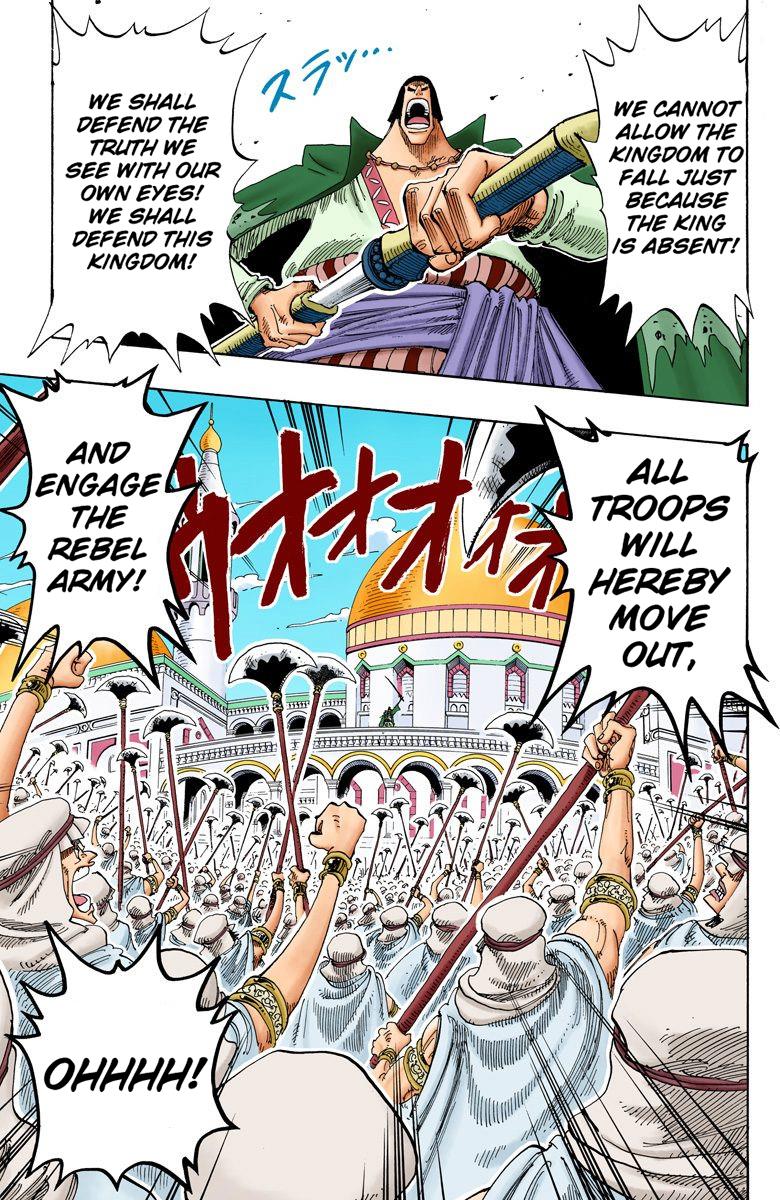 WE CANNOT
ALLOW THE
KINGDOM TO
FALL JUST
BECAUSE
THE KING
IS ABSENT!
スラッ...
WE SHALL
DEFEND THE
TRUTH WE
SEE WITH OUR
OWN EYES!
WE SHALL
DEFEND THIS
KINGDOM!
ALL
TROOPS
WILL
HEREBY
MOVE
OUT,
AND
ENGAGE
THE
REBEL
ARMY!
ウオオオオオ
OHHHH!